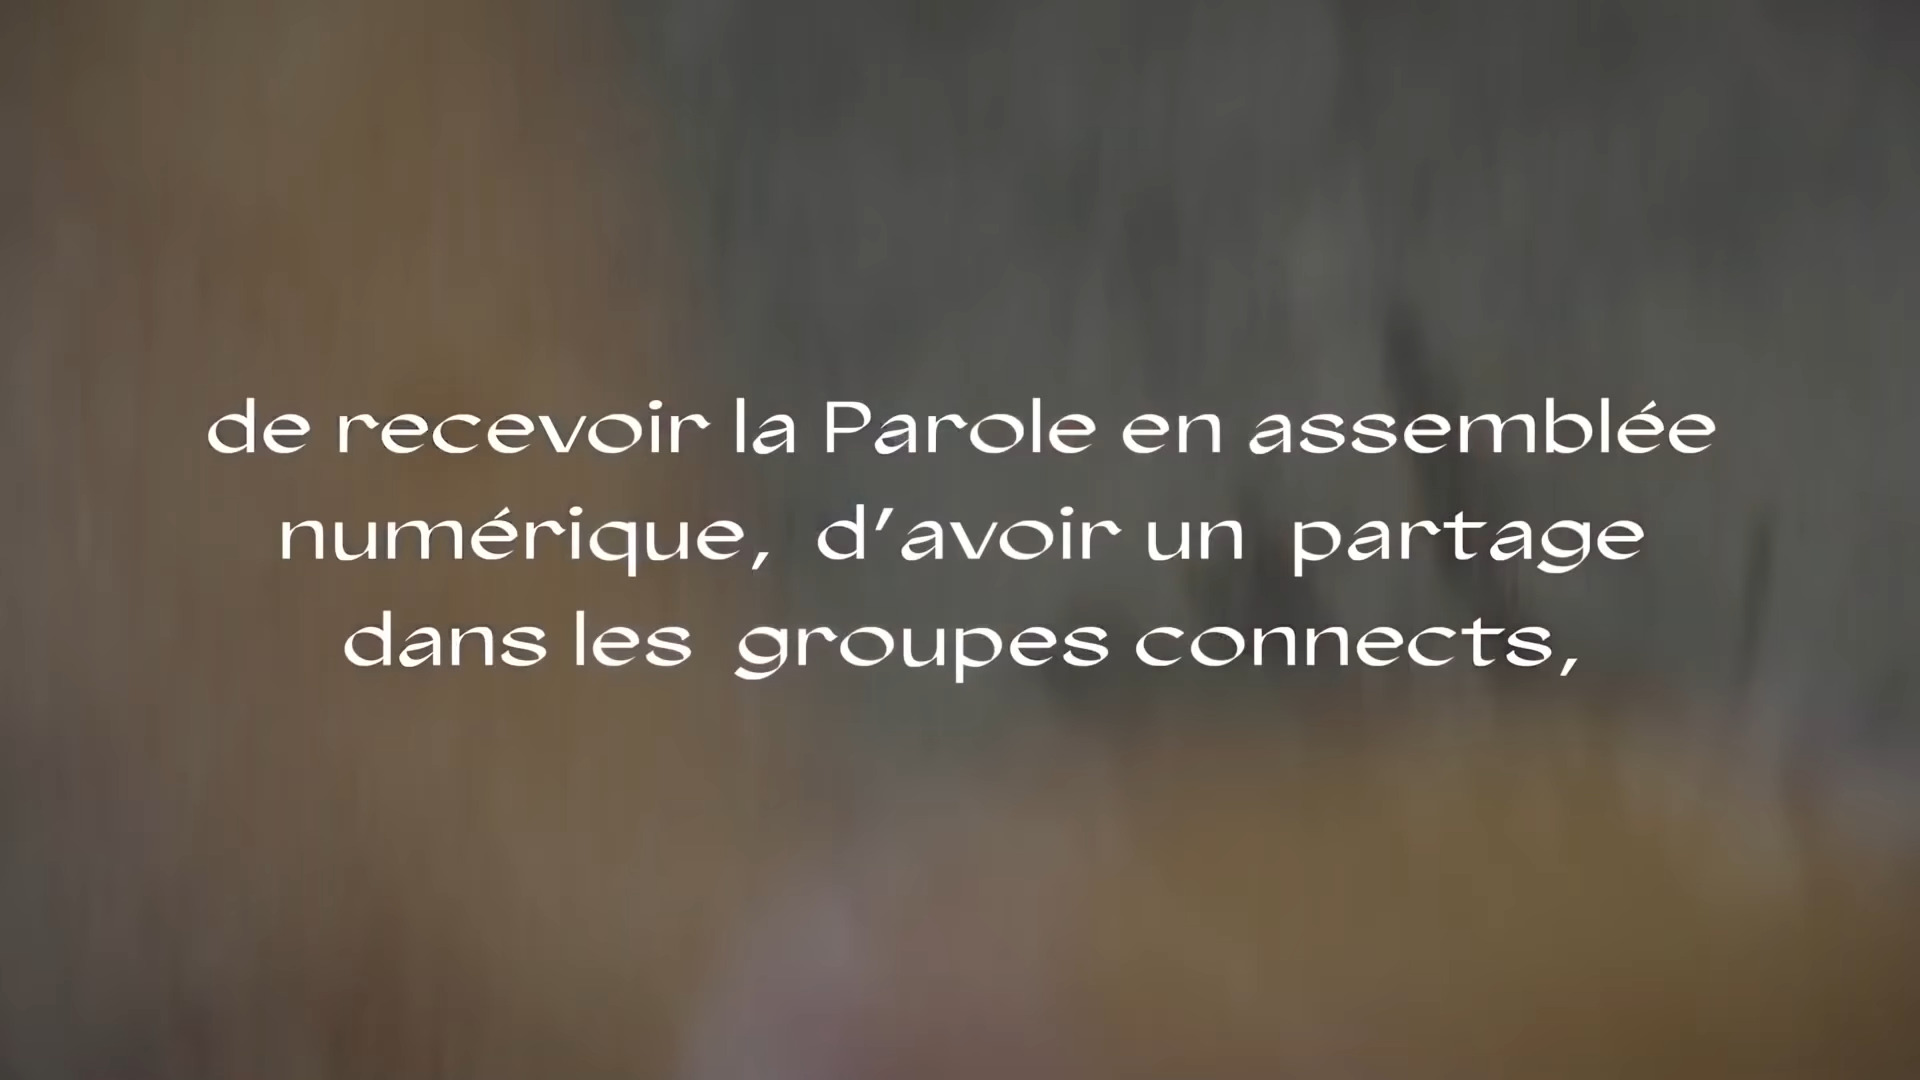 de recevoir la Parole en assemblée
numérique, d’avoir un partage
dans les groupes connects,